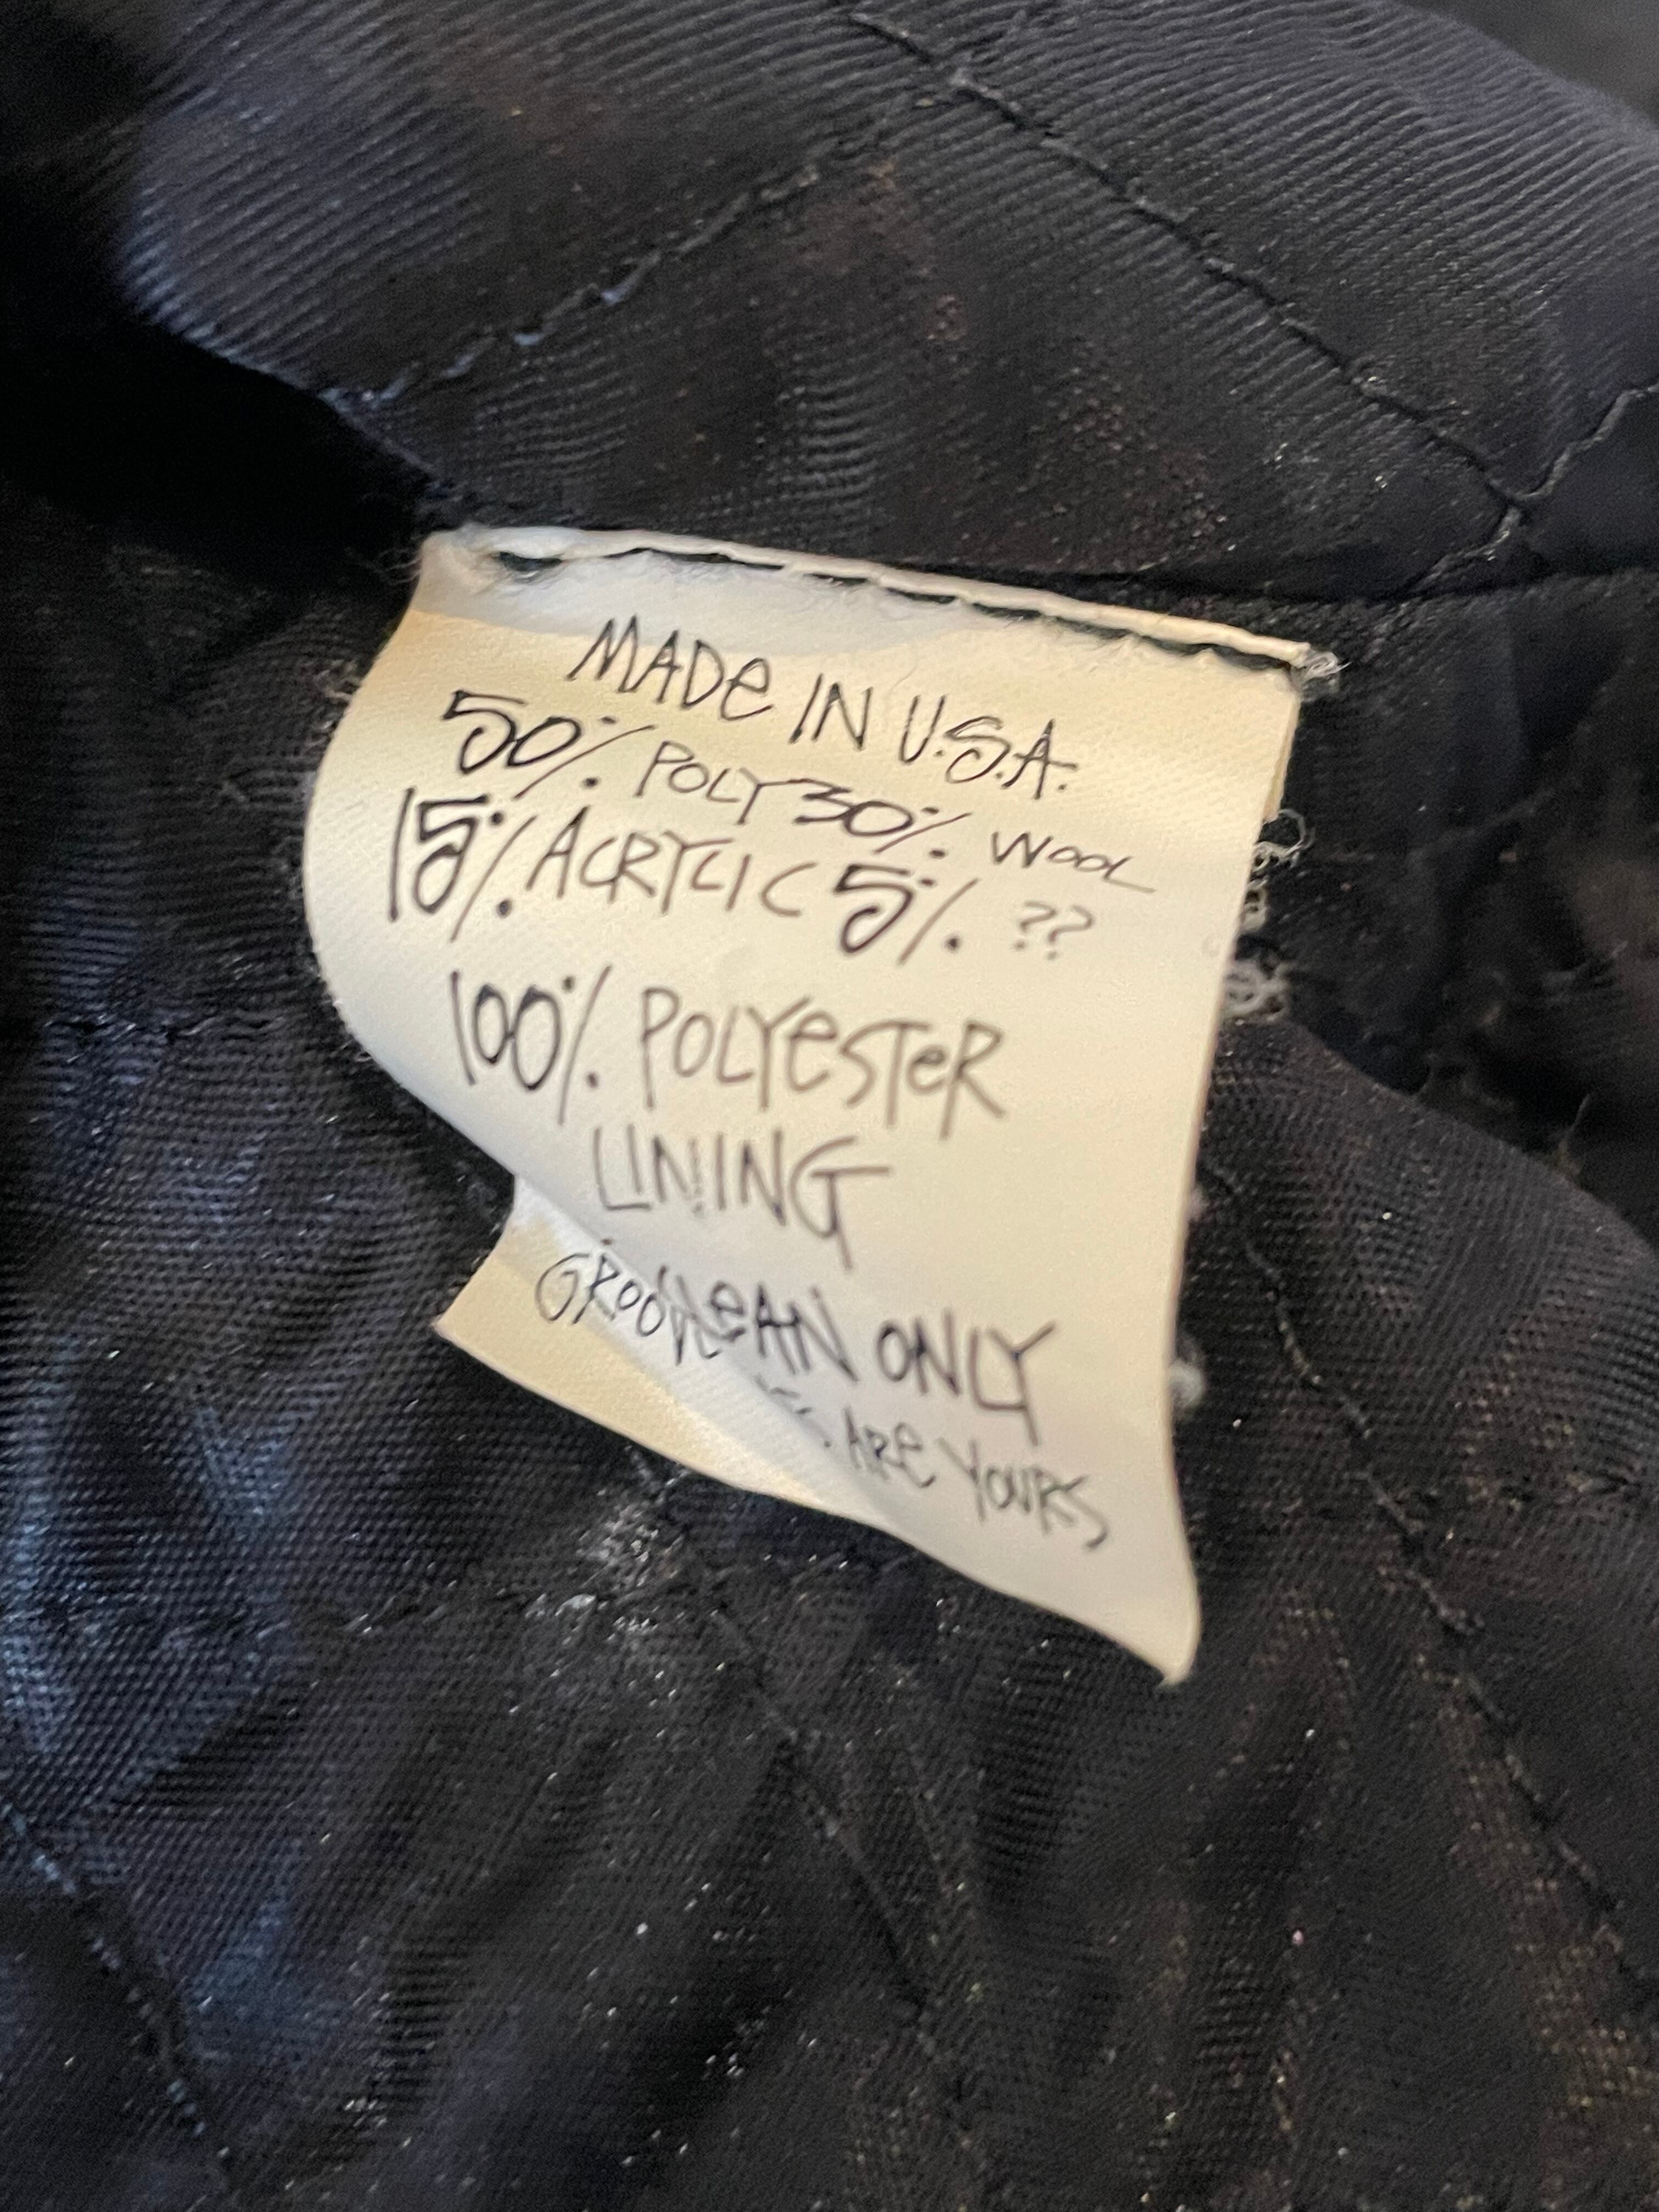 MADe IN U.S.A.
50% POLY 30% WOOL
15% ACRYLIC 5% ??
100% POLYesTeR
LINING
ONLY
ARe YOURS